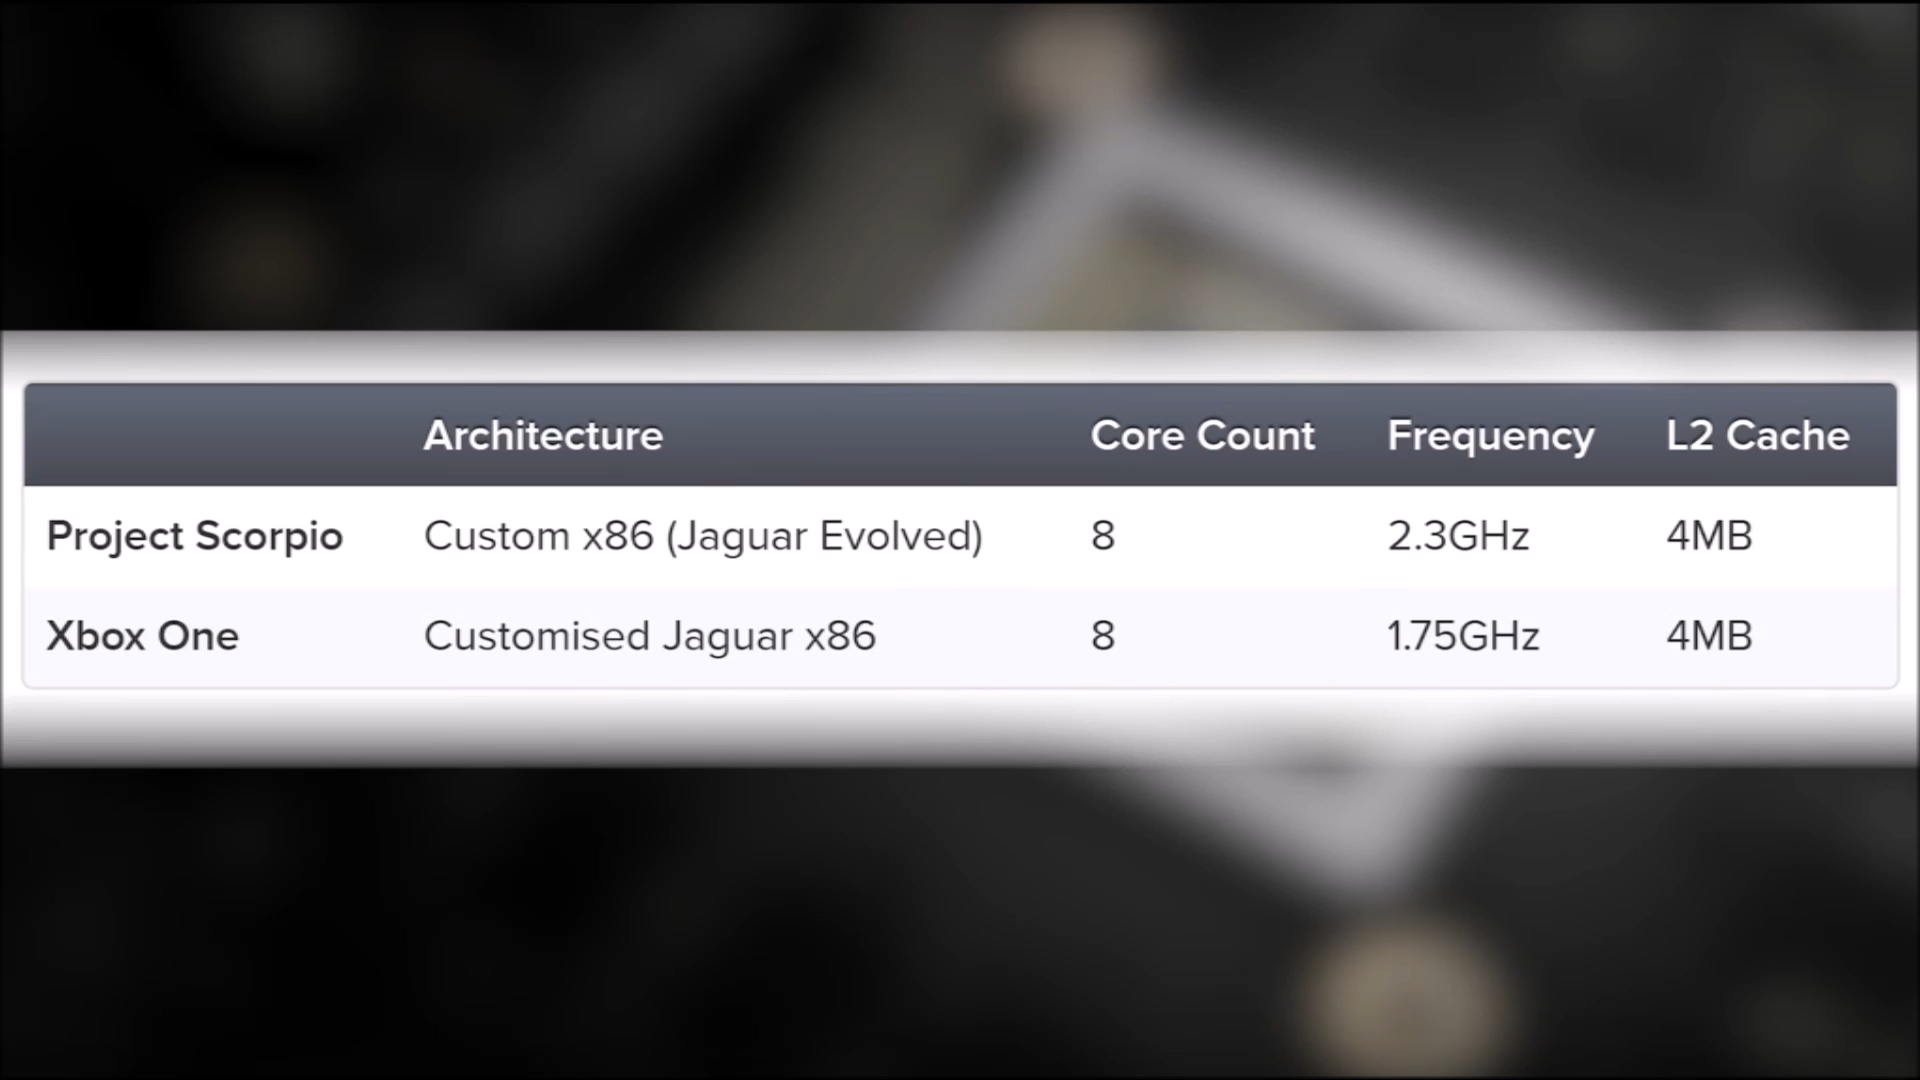 Architecture Core Count Frequency L2 Cache
Project Scorpio Custom x86 (Jaguar Evolved) 8 2.3GHz 4MB
Xbox One Customised Jaguar x86 8 1.75GHz 4MB